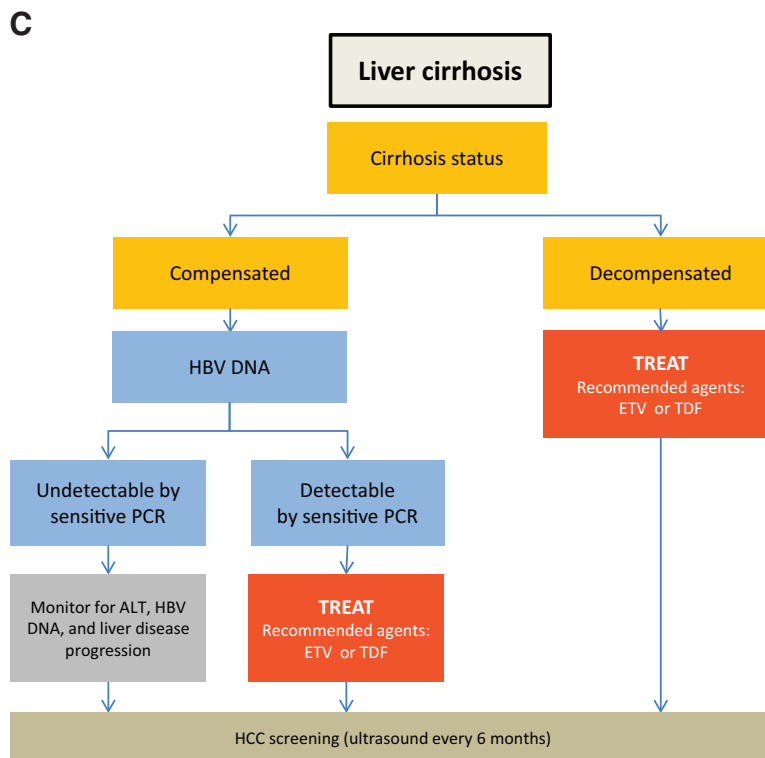 C
Liver cirrhosis
Cirrhosis status
Compensated
Decompensated
HBV DNA
TREAT
Recommended agents:
ETV or TDF
Undetectable by
sensitive PCR
Detectable
by sensitive PCR
Monitor for ALT, HBV
DNA, and liver disease
progression
TREAT
Recommended agents:
ETV or TDF
HCC screening (ultrasound every 6 months)